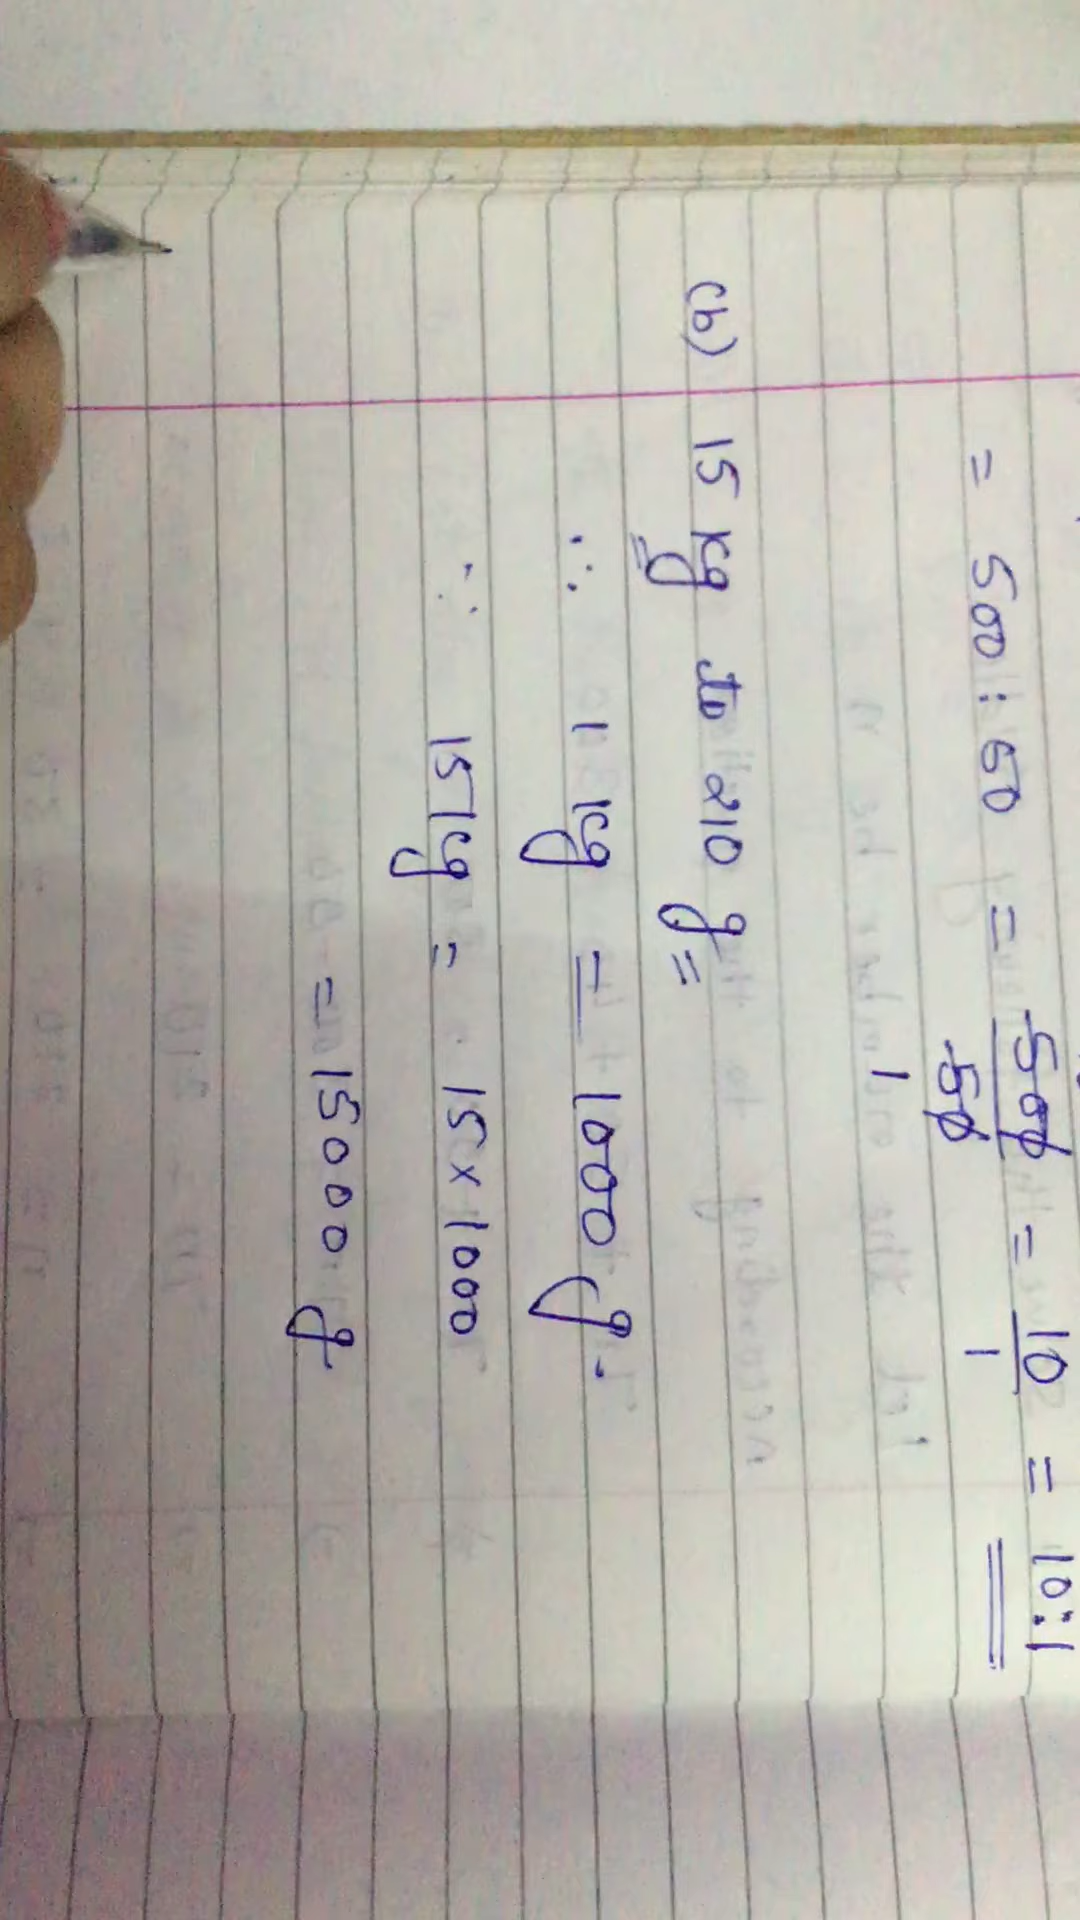 = 500 : 50 = 500/50 = 10/1 = 10:1
1
(b) 15 kg to 210 g =
∵ 1 kg = 1000 g.
∴ 15 kg = 15 x 1000
= 15000 g